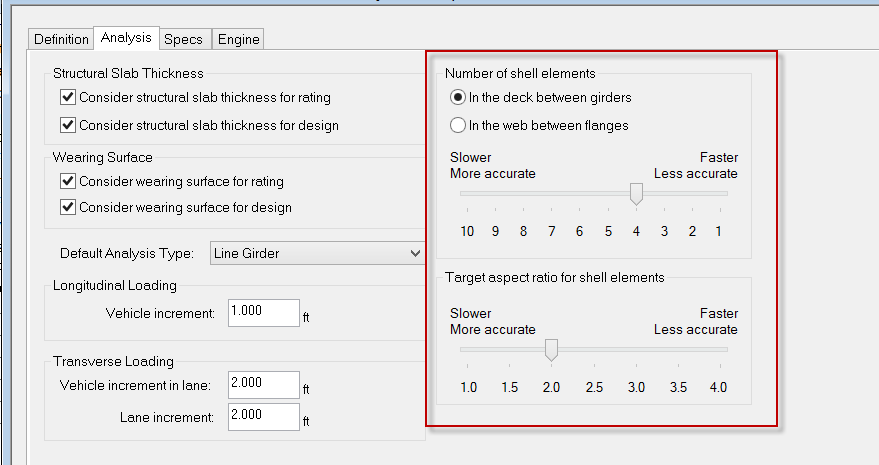 Definition Analysis Specs Engine
Structural Slab Thickness
Consider structural slab thickness for rating
Consider structural slab thickness for design
Wearing Surface
Consider wearing surface for rating
Consider wearing surface for design
Default Analysis Type: Line Girder
Longitudinal Loading
Vehicle increment: 1.000 ft
Transverse Loading
Vehicle increment in lane: 2.000 ft
Lane increment: 2.000 ft
Number of shell elements
In the deck between girders
In the web between flanges
Slower Faster
More accurate Less accurate
10 9 8 7 6 5 4 3 2 1
Target aspect ratio for shell elements
Slower Faster
More accurate Less accurate
1.0 1.5 2.0 2.5 3.0 3.5 4.0